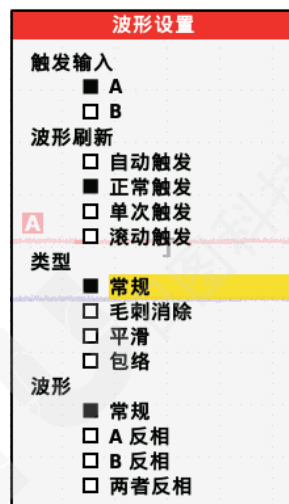 波形设置
触发输入
A
B
波形刷新
自动触发
正常触发
单次触发
滚动触发
A
类型
常规
毛刺消除
平滑
包络
波形
常规
A 反相
B 反相
两者反相